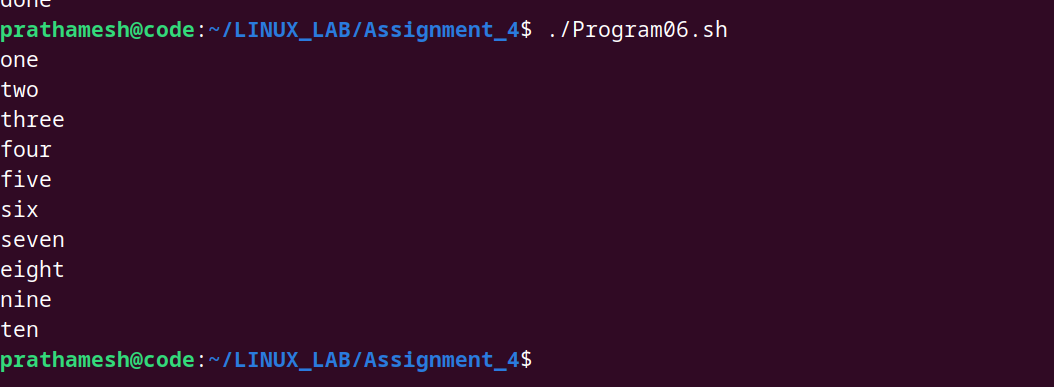 done
prathamesh@code:~/LINUX_LAB/Assignment_4$ ./Program06.sh
one
two
three
four
five
six
seven
eight
nine
ten
prathamesh@code:~/LINUX_LAB/Assignment_4$